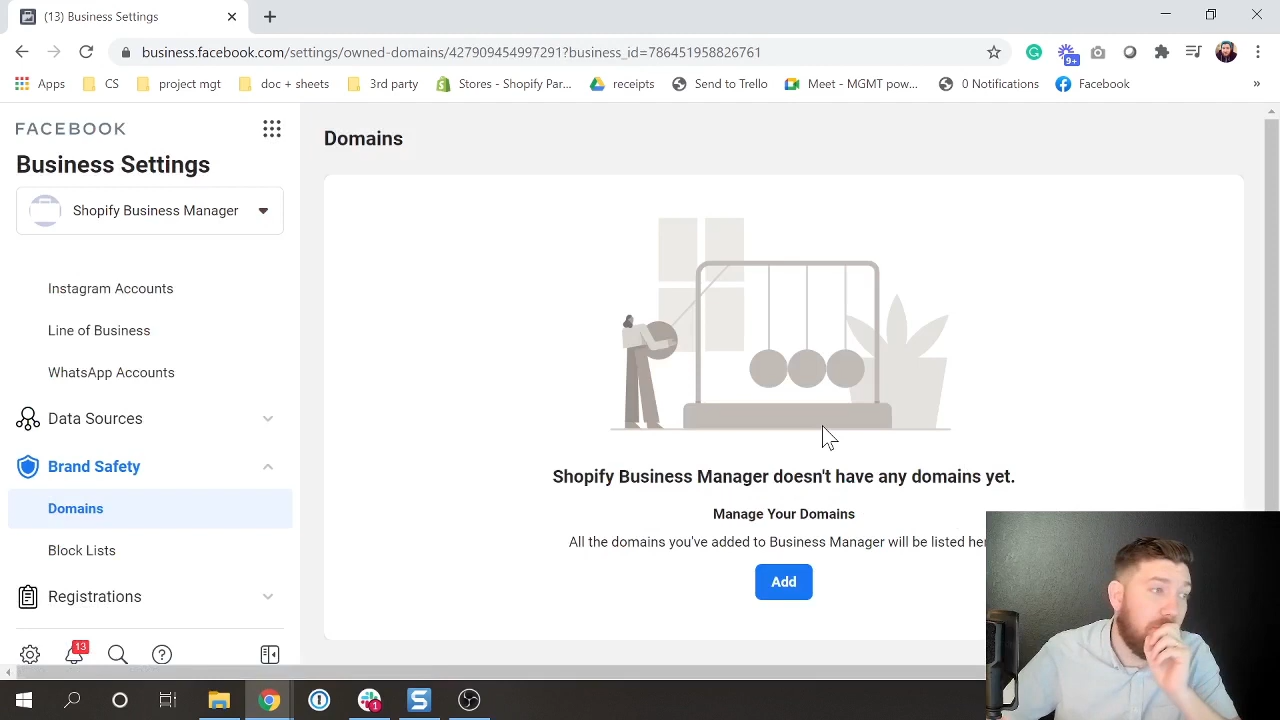 (13) Business Settings
business.facebook.com/settings/owned-domains/427909454997291?business_id=786451958826761
9+
Apps
CS
project mgt
doc + sheets
3rd party
Stores - Shopify Par...
receipts
Send to Trello
Meet - MGMT pow...
0 Notifications
Facebook
»
FACEBOOK
Business Settings
Shopify Business Manager
Instagram Accounts
Line of Business
WhatsApp Accounts
Data Sources
Brand Safety
Domains
Block Lists
Registrations
13
Domains
Shopify Business Manager doesn't have any domains yet.
Manage Your Domains
All the domains you've added to Business Manager will be listed
Add
S
1